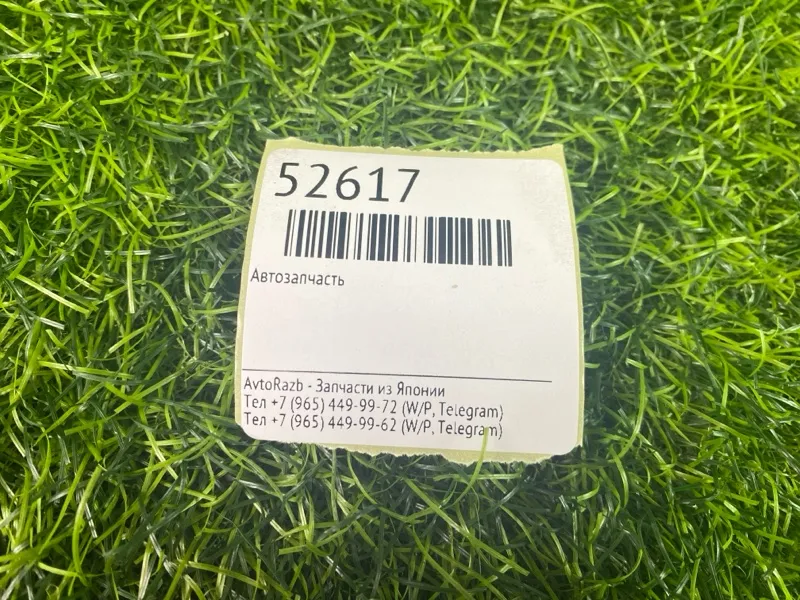 52617
Автозапчасть
AvtoRazb - Запчасти из Японии
Тел +7 (965) 449-99-72 (W/P, Telegram)
Тел +7 (965) 449-99-62 (W/P, Telegram)